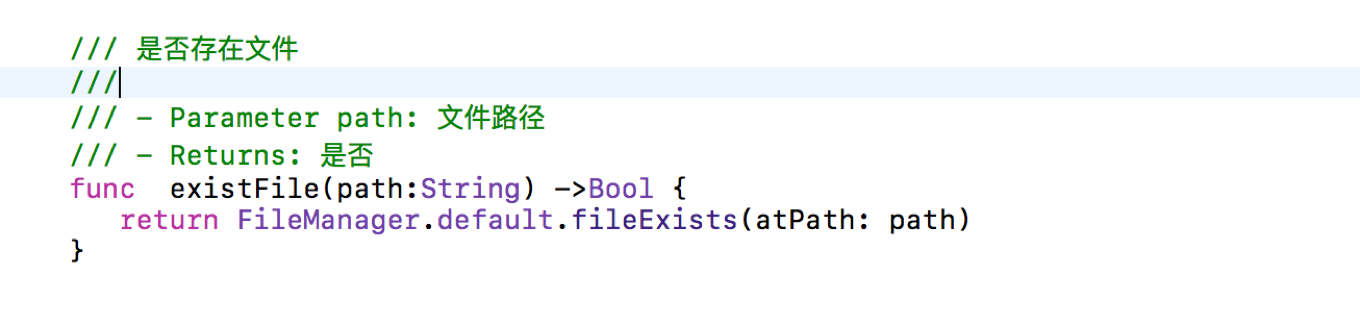 /// 是否存在文件
///
/// - Parameter path: 文件路径
/// - Returns: 是否
func  existFile(path:String) ->Bool {
   return FileManager.default.fileExists(atPath: path)
}